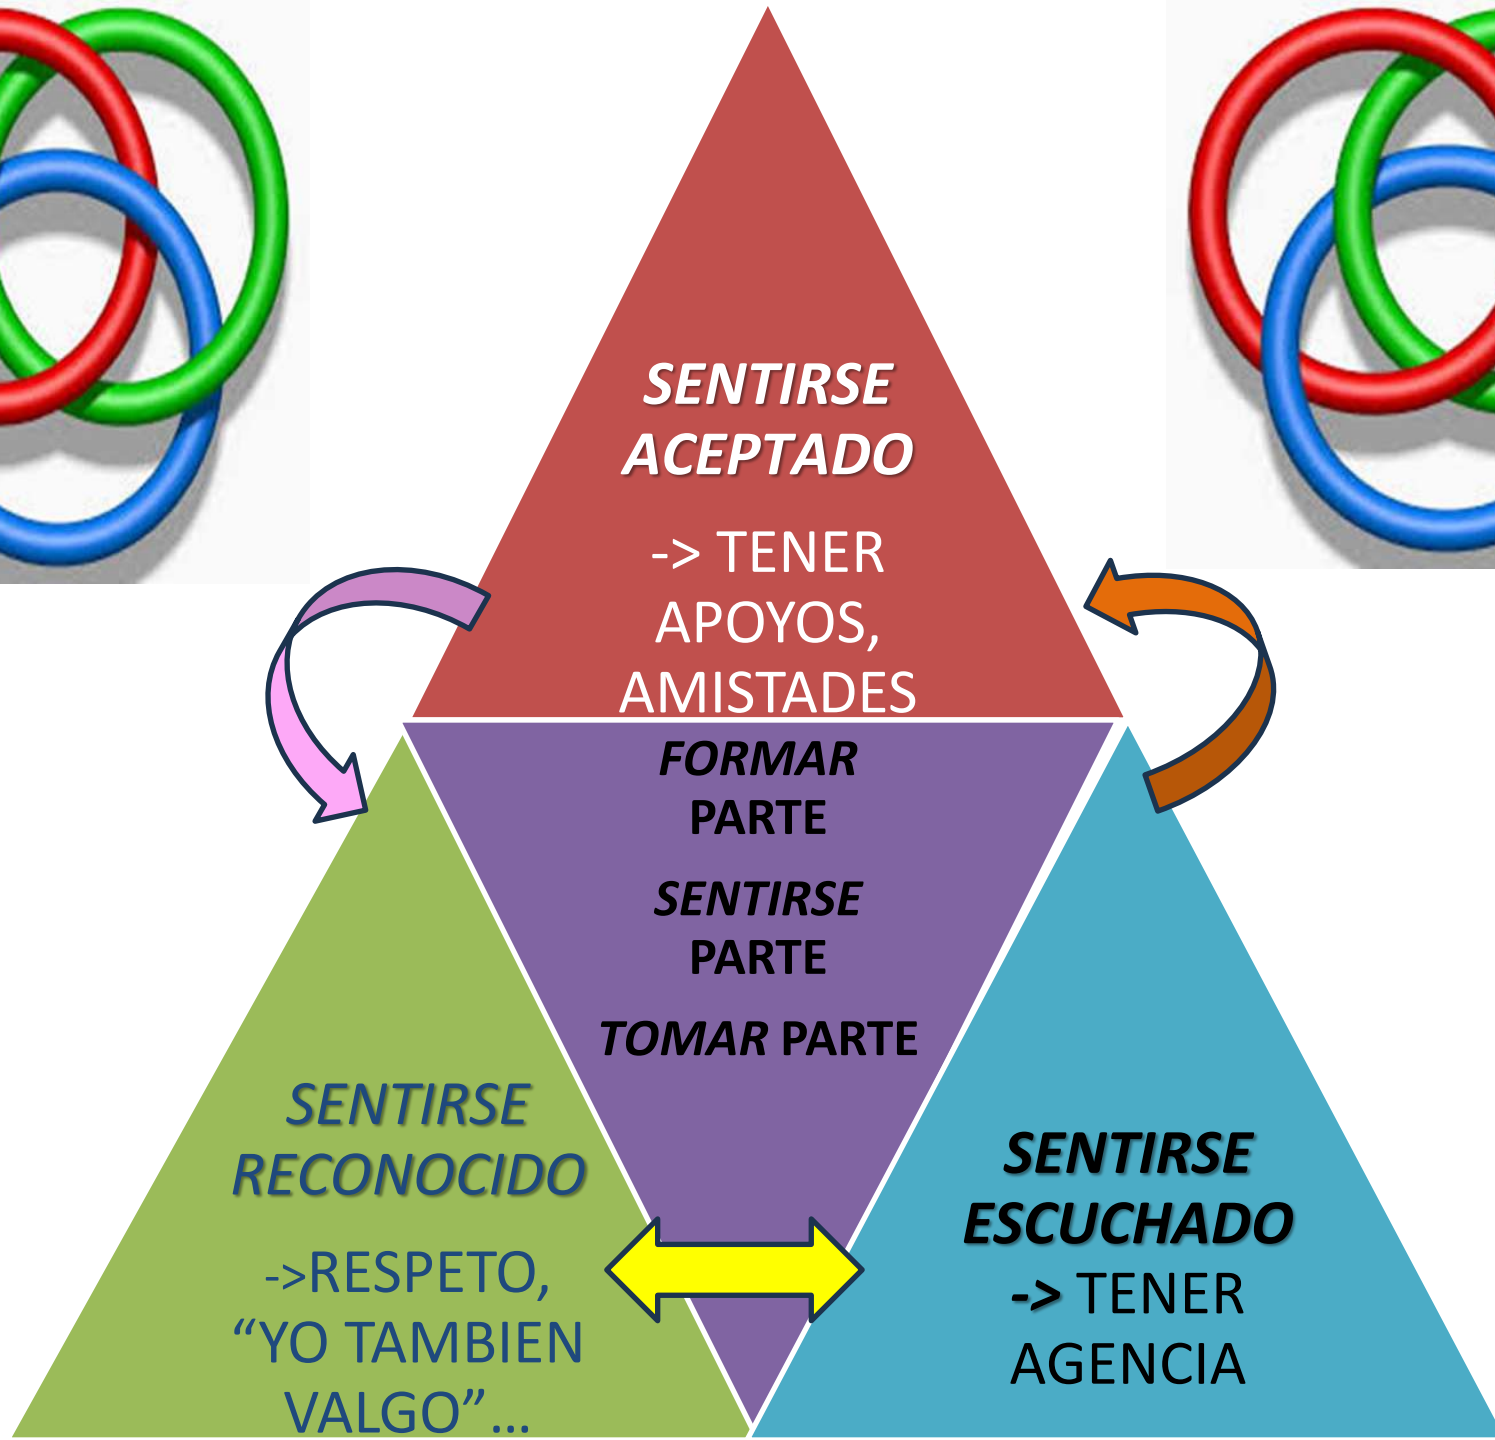 SENTIRSE
ACEPTADO
-> TENER
APOYOS,
AMISTADES
FORMAR
PARTE
SENTIRSE
PARTE
TOMAR PARTE
SENTIRSE
RECONOCIDO
->RESPETO,
“YO TAMBIEN
VALGO”…
SENTIRSE
ESCUCHADO
-> TENER
AGENCIA